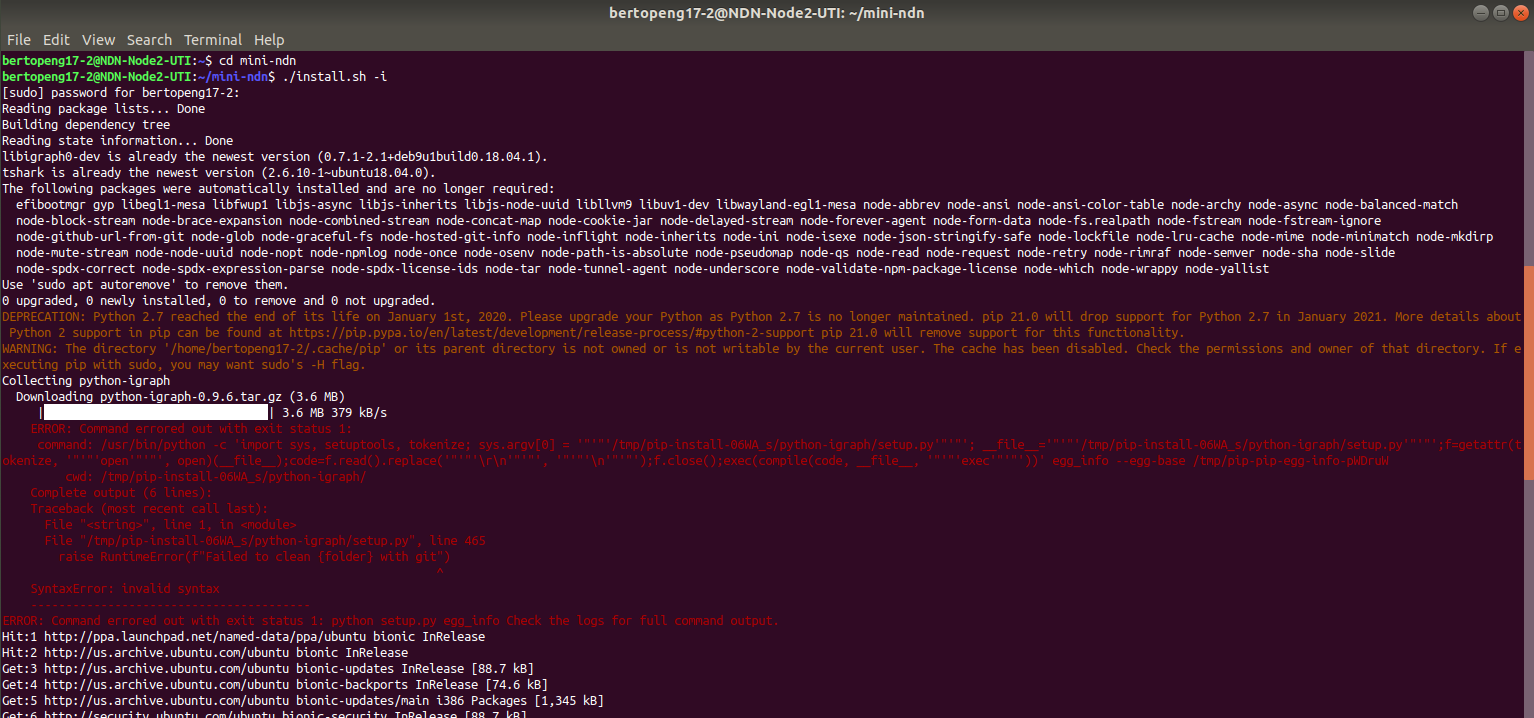 bertopeng17-2@NDN-Node2-UTI: ~/mini-ndn
File Edit View Search Terminal Help
bertopeng17-2@NDN-Node2-UTI:~$ cd mini-ndn
bertopeng17-2@NDN-Node2-UTI:~/mini-ndn$ ./install.sh -i
[sudo] password for bertopeng17-2:
Reading package lists... Done
Building dependency tree
Reading state information... Done
libigraph0-dev is already the newest version (0.7.1-2.1+deb9u1build0.18.04.1).
tshark is already the newest version (2.6.10-1~ubuntu18.04.0).
The following packages were automatically installed and are no longer required:
  efibootmgr gyp libegl1-mesa libfwup1 libjs-async libjs-inherits libjs-node-uuid libllvm9 libuv1-dev libwayland-egl1-mesa node-abbrev node-ansi node-ansi-color-table node-archy node-async node-balanced-match
  node-block-stream node-brace-expansion node-combined-stream node-concat-map node-cookie-jar node-delayed-stream node-forever-agent node-form-data node-fs.realpath node-fstream node-fstream-ignore
  node-github-url-from-git node-glob node-graceful-fs node-hosted-git-info node-inflight node-inherits node-ini node-isexe node-json-stringify-safe node-lockfile node-lru-cache node-mime node-minimatch node-mkdirp
  node-mute-stream node-node-uuid node-nopt node-npmlog node-once node-osenv node-path-is-absolute node-pseudomap node-qs node-read node-request node-retry node-rimraf node-semver node-sha node-slide
  node-spdx-correct node-spdx-expression-parse node-spdx-license-ids node-tar node-tunnel-agent node-underscore node-validate-npm-package-license node-which node-wrappy node-yallist
Use 'sudo apt autoremove' to remove them.
0 upgraded, 0 newly installed, 0 to remove and 0 not upgraded.
DEPRECATION: Python 2.7 reached the end of its life on January 1st, 2020. Please upgrade your Python as Python 2.7 is no longer maintained. pip 21.0 will drop support for Python 2.7 in January 2021. More details about
 Python 2 support in pip can be found at https://pip.pypa.io/en/latest/development/release-process/#python-2-support pip 21.0 will remove support for this functionality.
WARNING: The directory '/home/bertopeng17-2/.cache/pip' or its parent directory is not owned or is not writable by the current user. The cache has been disabled. Check the permissions and owner of that directory. If e
xecuting pip with sudo, you may want sudo's -H flag.
Collecting python-igraph
  Downloading python-igraph-0.9.6.tar.gz (3.6 MB)
     | | 3.6 MB 379 kB/s
    ERROR: Command errored out with exit status 1:
     command: /usr/bin/python -c 'import sys, setuptools, tokenize; sys.argv[0] = '"'"'/tmp/pip-install-06WA_s/python-igraph/setup.py'"'"'; __file__='"'"'/tmp/pip-install-06WA_s/python-igraph/setup.py'"'"';f=getattr(t
okenize, '"'"'open'"'"', open)(__file__);code=f.read().replace('"'"'\r\n'"'"', '"'"'\n'"'"');f.close();exec(compile(code, __file__, '"'"'exec'"'"'))' egg_info --egg-base /tmp/pip-pip-egg-info-pWDruW
         cwd: /tmp/pip-install-06WA_s/python-igraph/
    Complete output (6 lines):
    Traceback (most recent call last):
      File "<string>", line 1, in <module>
      File "/tmp/pip-install-06WA_s/python-igraph/setup.py", line 465
        raise RuntimeError(f"Failed to clean {folder} with git")
                                                              ^
    SyntaxError: invalid syntax
    ----------------------------------------
ERROR: Command errored out with exit status 1: python setup.py egg_info Check the logs for full command output.
Hit:1 http://ppa.launchpad.net/named-data/ppa/ubuntu bionic InRelease
Hit:2 http://us.archive.ubuntu.com/ubuntu bionic InRelease
Get:3 http://us.archive.ubuntu.com/ubuntu bionic-updates InRelease [88.7 kB]
Get:4 http://us.archive.ubuntu.com/ubuntu bionic-backports InRelease [74.6 kB]
Get:5 http://us.archive.ubuntu.com/ubuntu bionic-updates/main i386 Packages [1,345 kB]
Get:6 http://security.ubuntu.com/ubuntu bionic-security InRelease [88.7 kB]